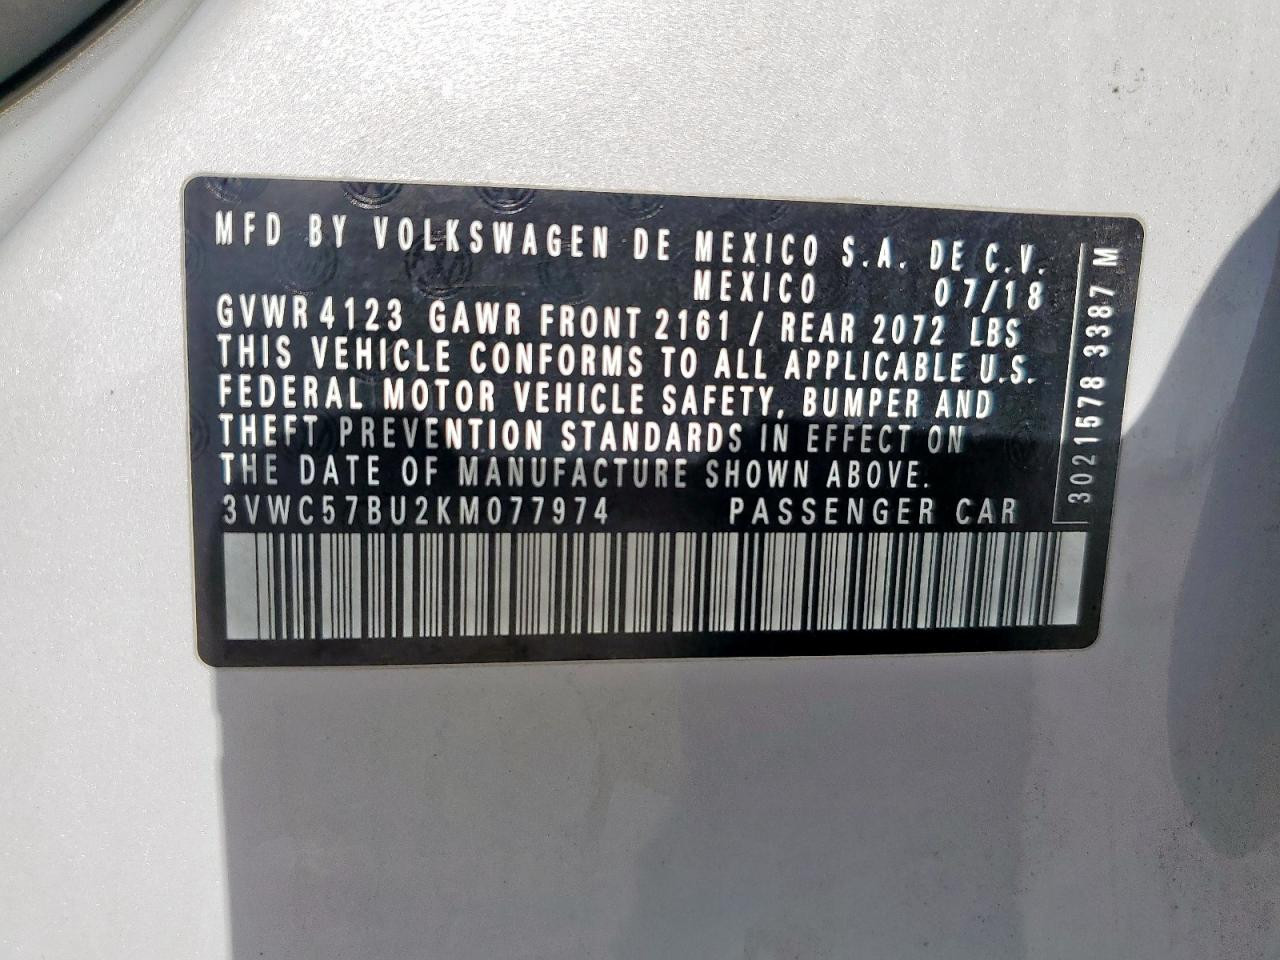 MFD BY VOLKSWAGEN DE MEXICO S.A. DE C.V.
MEXICO 07/18
GVWR 4123 GAWR FRONT 2161 / REAR 2072 LBS
THIS VEHICLE CONFORMS TO ALL APPLICABLE U.S.
FEDERAL MOTOR VEHICLE SAFETY, BUMPER AND
THEFT PREVENTION STANDARDS IN EFFECT ON
THE DATE OF MANUFACTURE SHOWN ABOVE.
3VWC57BU2KM077974 PASSENGER CAR
3021578 3387 M